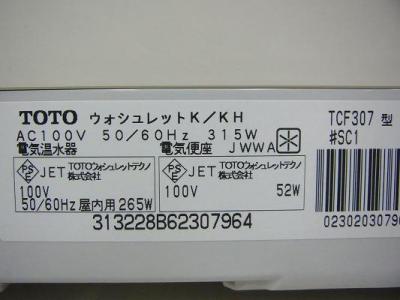 TOTO ウォシュレットK/KH TCF307 型
AC100V 50/60Hz 315W #SC1
電気温水器 電気便座 JWWA
PSE JET TOTOウォシュレットテクノ株式会社
100V
50/60Hz 屋内用 265W
PSE JET TOTOウォシュレットテクノ株式会社
100V 52W
313228B62307964
0230203079